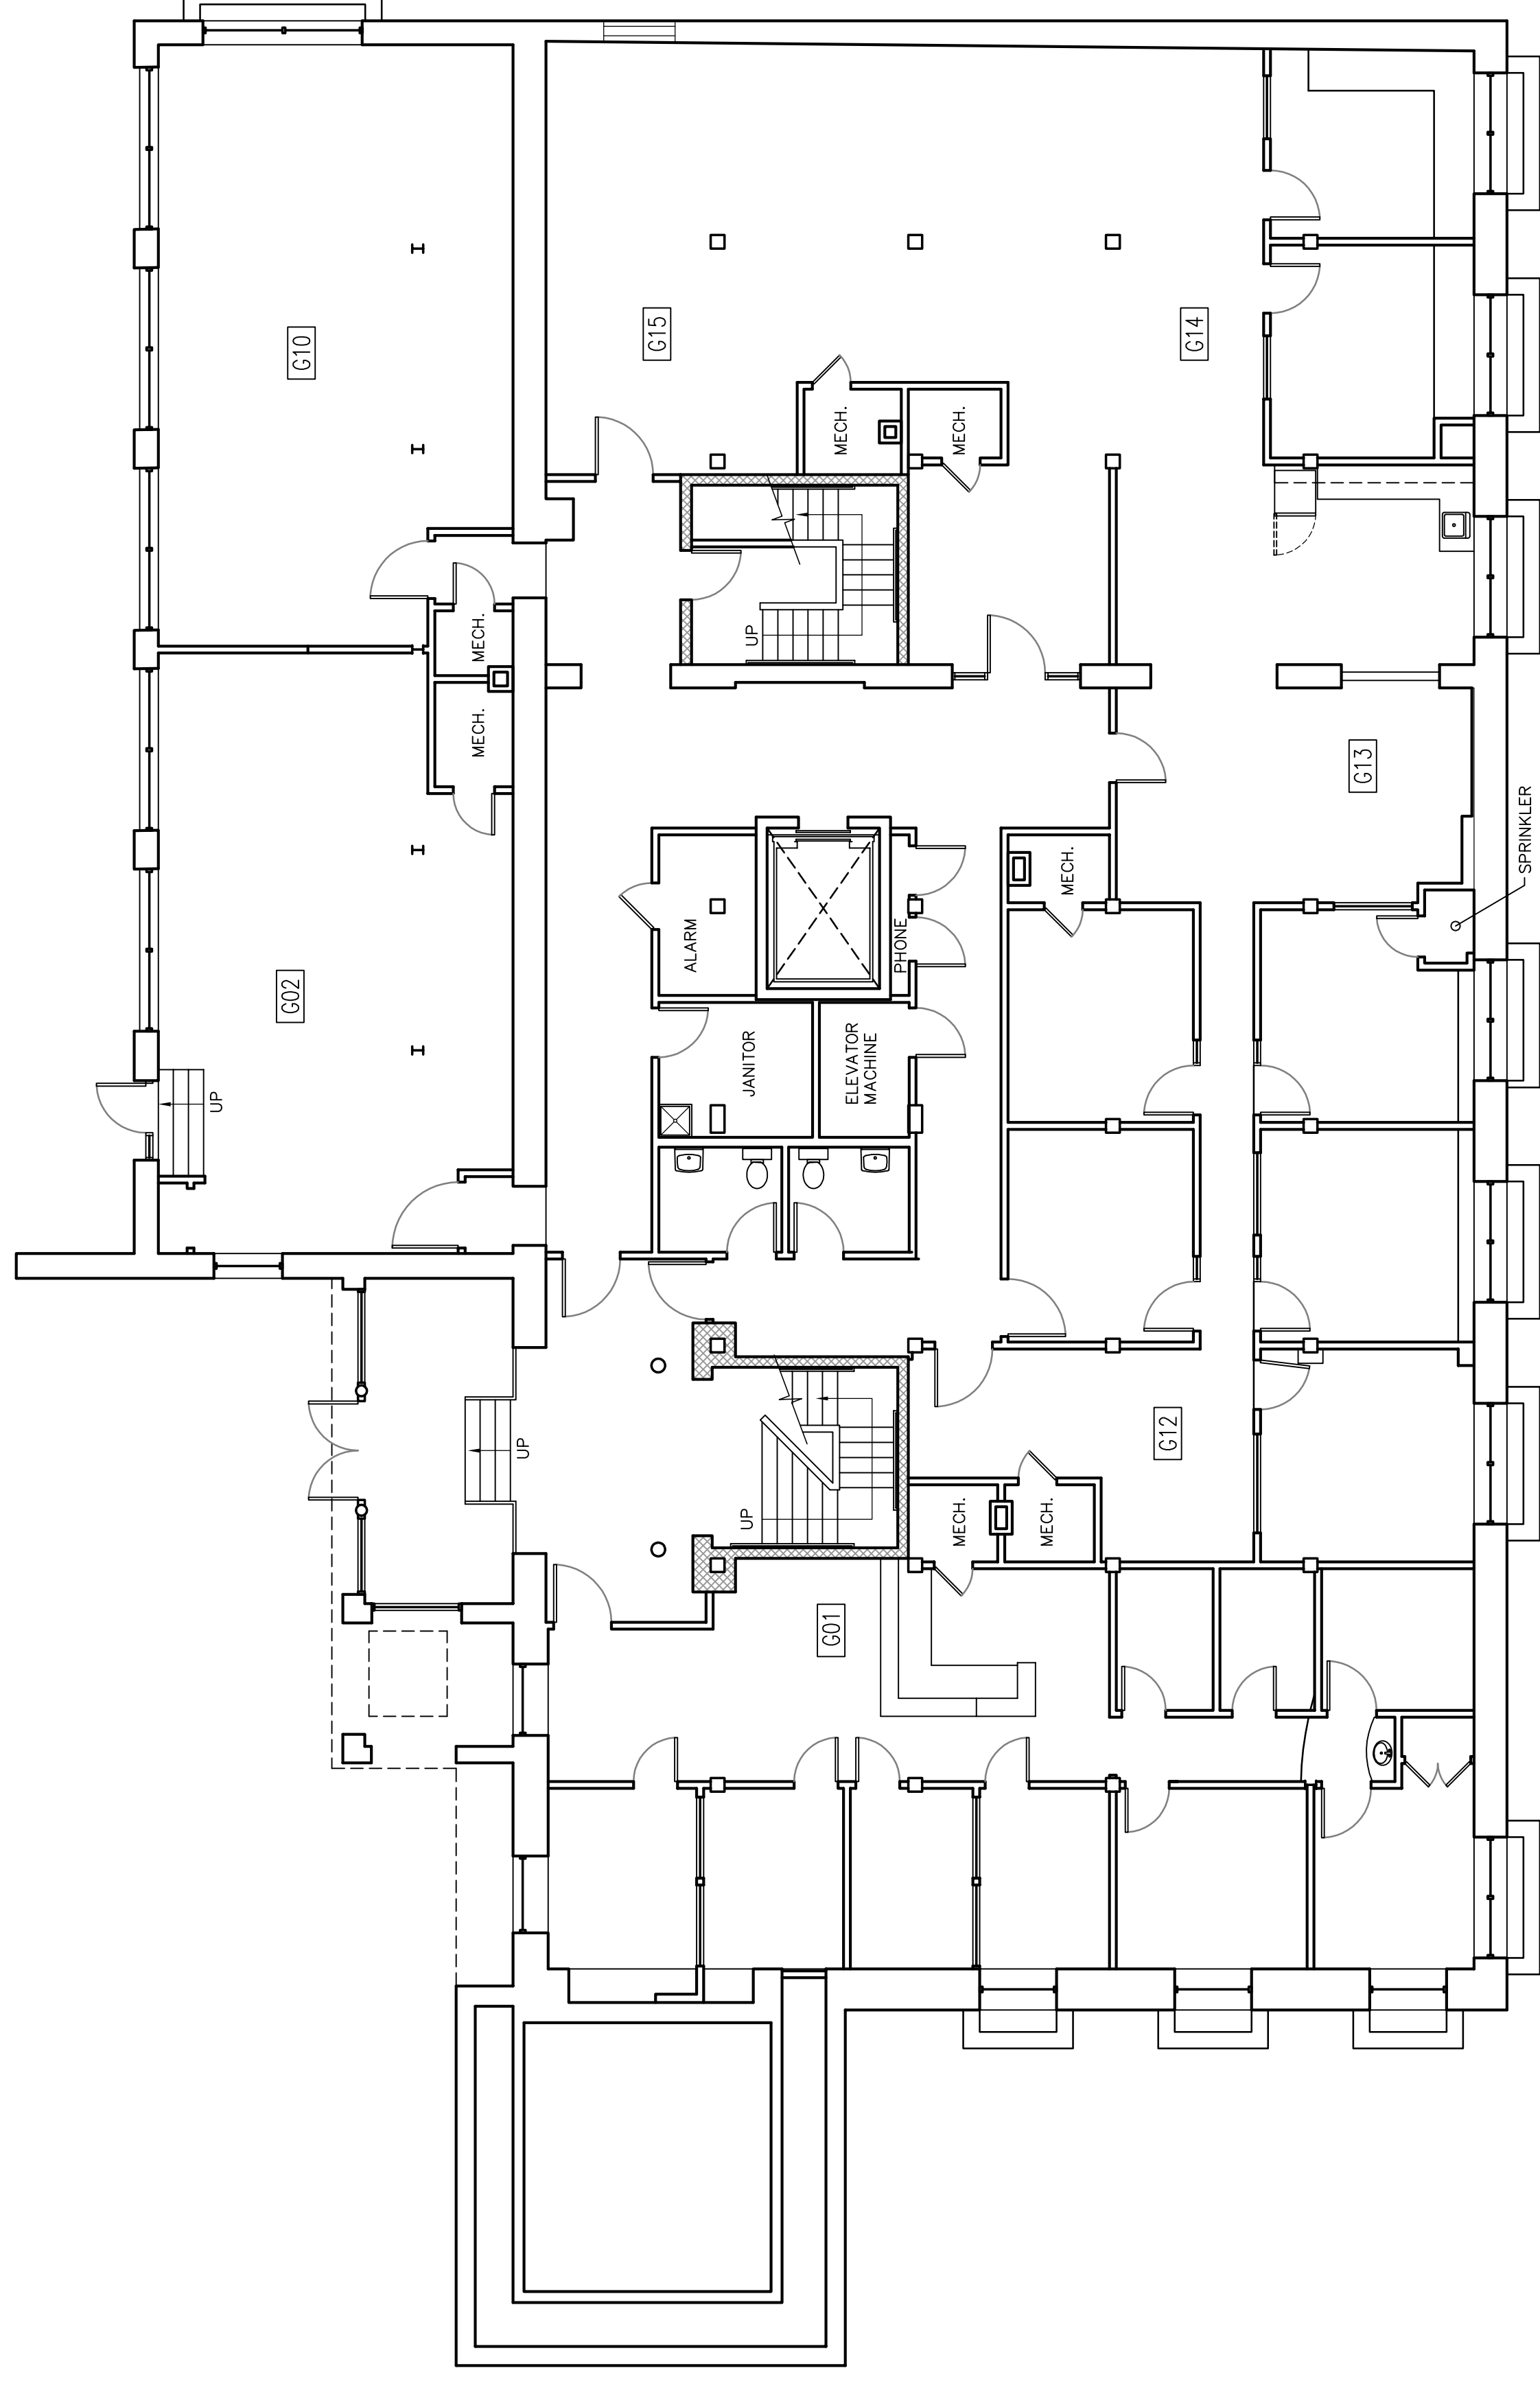 G10
G15
G14
MECH.
MECH.
MECH.
UP
MECH.
G13
SPRINKLER
MECH.
ALARM
PHONE
G02
JANITOR
ELEVATOR
MACHINE
UP
UP
G12
UP
MECH.
MECH.
G01